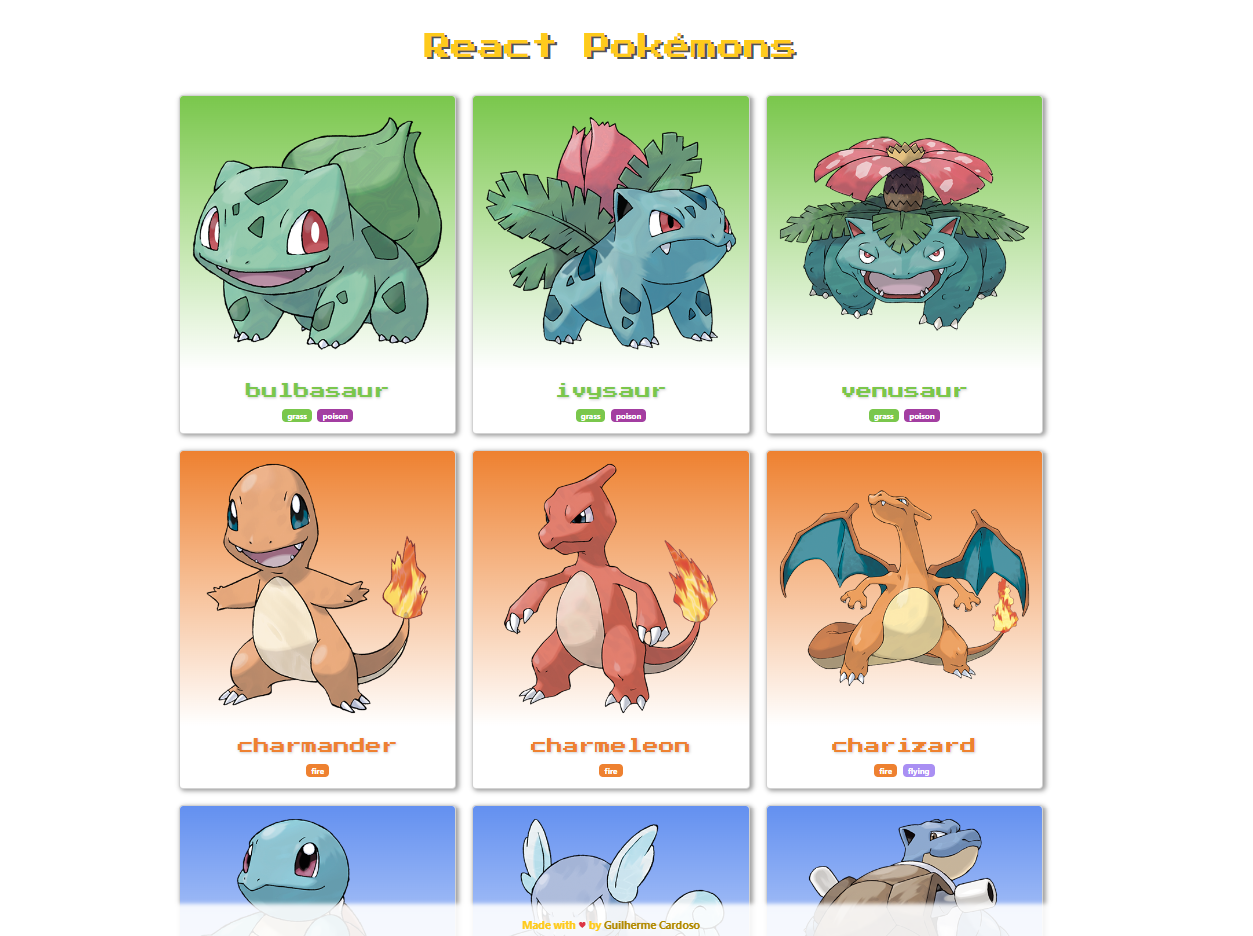 React Pokémons
bulbasaur
grass poison
ivysaur
grass poison
venusaur
grass poison
charmander
fire
charmeleon
fire
charizard
fire flying
Made with ♥ by Guilherme Cardoso